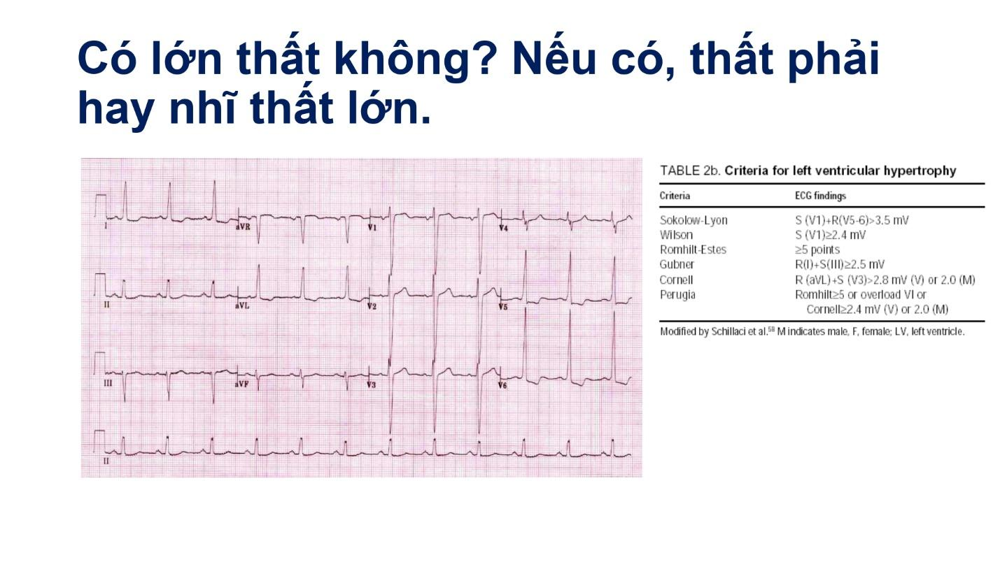 Có lớn thất không? Nếu có, thất phải
hay nhĩ thất lớn.
I
aVR
V1
V4
II
aVL
V2
V5
III
aVF
V3
V6
II
TABLE 2b. Criteria for left ventricular hypertrophy
Criteria ECG findings
Sokolow-Lyon S (V1)+R(V5-6)>3.5 mV
Wilson S (V1)≥2.4 mV
Romhilt-Estes ≥5 points
Gubner R(I)+S(III)≥2.5 mV
Cornell R (aVL)+S (V3)>2.8 mV (V) or 2.0 (M)
Perugia Romhilt≥5 or overload VI or
Cornell≥2.4 mV (V) or 2.0 (M)
Modified by Schillaci et al.⁵⁸ M indicates male, F, female; LV, left ventricle.